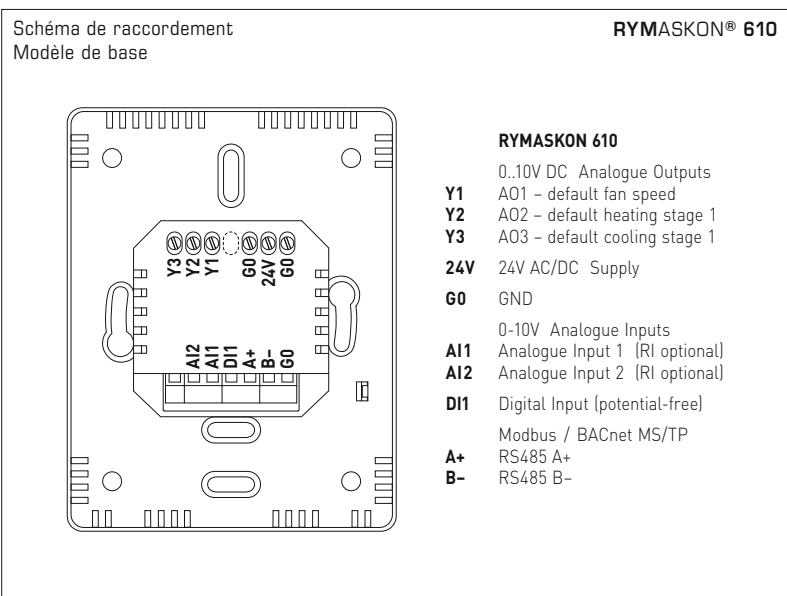 Schéma de raccordement
Modèle de base
RYMASKON® 610
Y3 Y2 Y1 G0 24V G0
AI2 AI1 DI1 A+ B– G0
RYMASKON 610
0..10V DC Analogue Outputs
Y1 AO1 – default fan speed
Y2 AO2 – default heating stage 1
Y3 AO3 – default cooling stage 1
24V 24V AC/DC Supply
G0 GND
0-10V Analogue Inputs
AI1 Analogue Input 1 (RI optional)
AI2 Analogue Input 2 (RI optional)
DI1 Digital Input (potential-free)
Modbus / BACnet MS/TP
A+ RS485 A+
B– RS485 B–